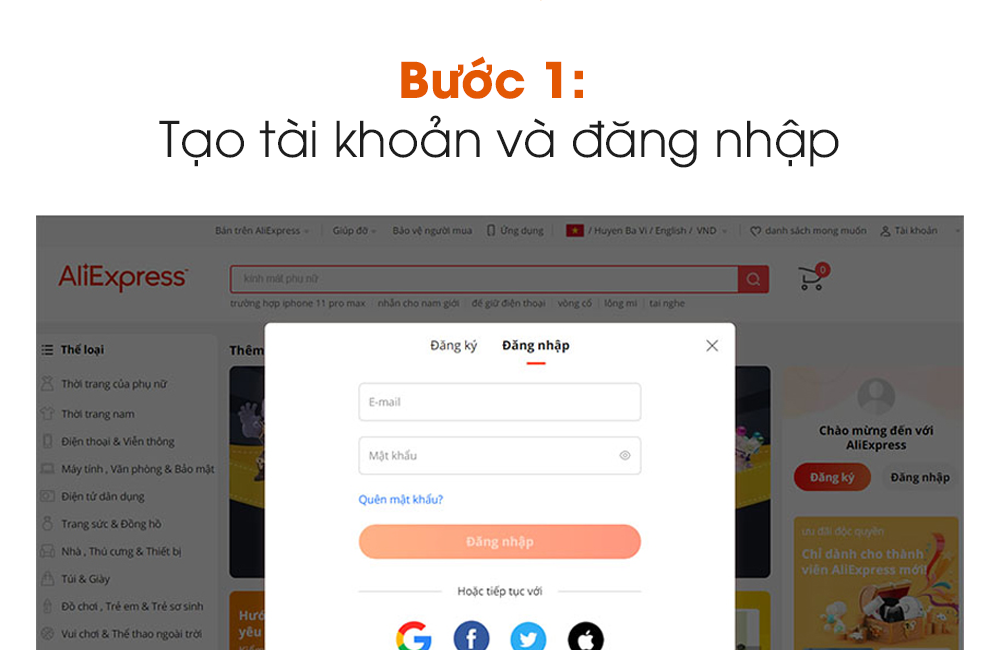 Bước 1:
Tạo tài khoản và đăng nhập
Bán trên AliExpress Giúp đỡ Bảo vệ người mua Ứng dụng / Huyen Ba Vi / English / VND danh sách mong muốn Tài khoản
AliExpress
kính mát phụ nữ
0
trường hợp iphone 11 pro max nhẫn cho nam giới đế giữ điện thoại vòng cổ lông mi tai nghe
Thể loại
Thời trang của phụ nữ
Thời trang nam
Điện thoại & Viễn thông
Máy tính , Văn phòng & Bảo mật
Điện tử dân dụng
Trang sức & Đồng hồ
Nhà , Thú cưng & Thiết bị
Túi & Giày
Đồ chơi , Trẻ em & Trẻ sơ sinh
Vui chơi & Thể thao ngoài trời
Thêm
Đăng ký Đăng nhập
E-mail
Mật khẩu
Quên mật khẩu?
Đăng nhập
Hoặc tiếp tục với
Hướ
yêu
Chào mừng đến với
AliExpress
Đăng ký Đăng nhập
ưu đãi độc quyền
Chỉ dành cho thành
viên AliExpress mới!